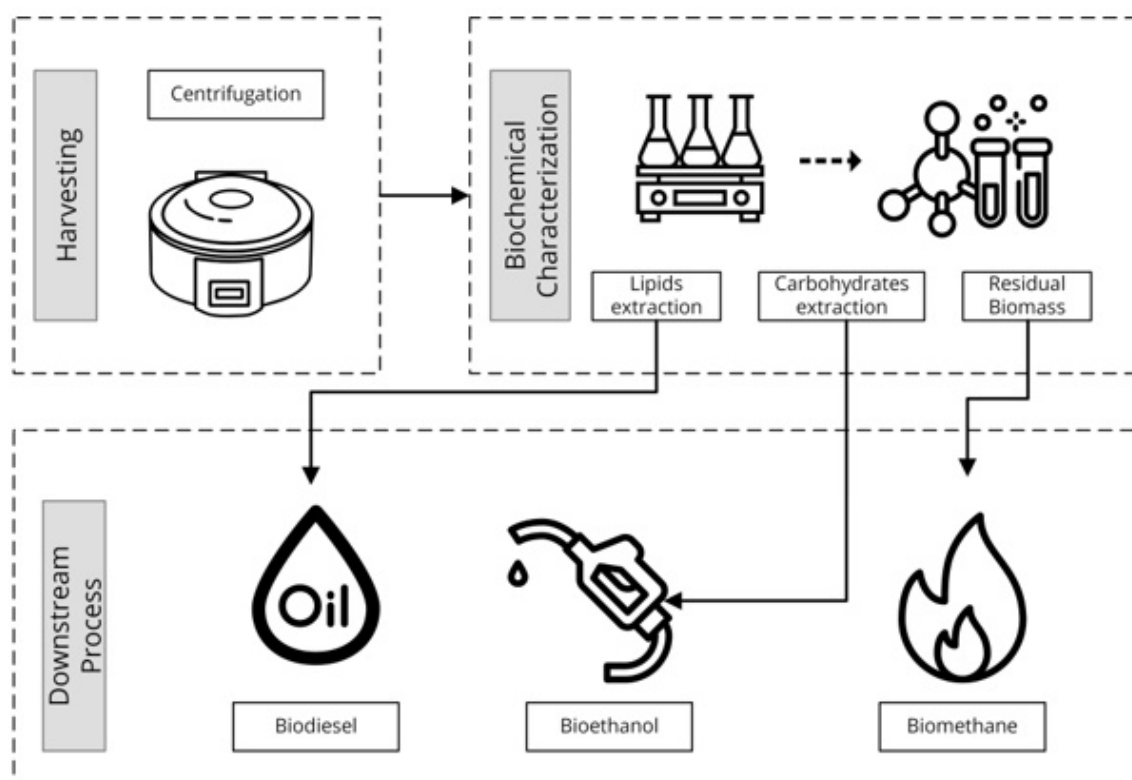 Harvesting
Centrifugation
Biochemical
Characterization
Lipids
extraction
Carbohydrates
extraction
Residual
Biomass
Downstream
Process
Oil
Biodiesel
Bioethanol
Biomethane